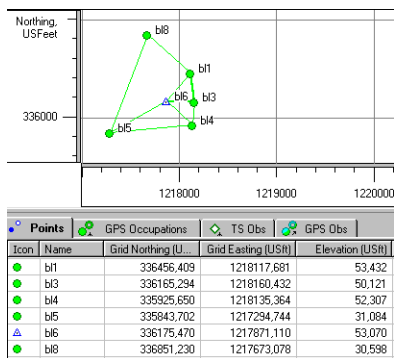 Northing,
USFeet
bl8
bl1
bl6
bl3
336000
bl5
bl4
1218000 1219000 1220000
Points GPS Occupations TS Obs GPS Obs
Icon Name Grid Northing (U... Grid Easting (USft) Elevation (USft)
bl1 336456,409 1218117,681 53,432
bl3 336165,294 1218160,432 50,121
bl4 335925,650 1218135,364 52,307
bl5 335843,702 1217294,744 31,084
bl6 336175,470 1217871,110 53,070
bl8 336851,230 1217673,078 30,598